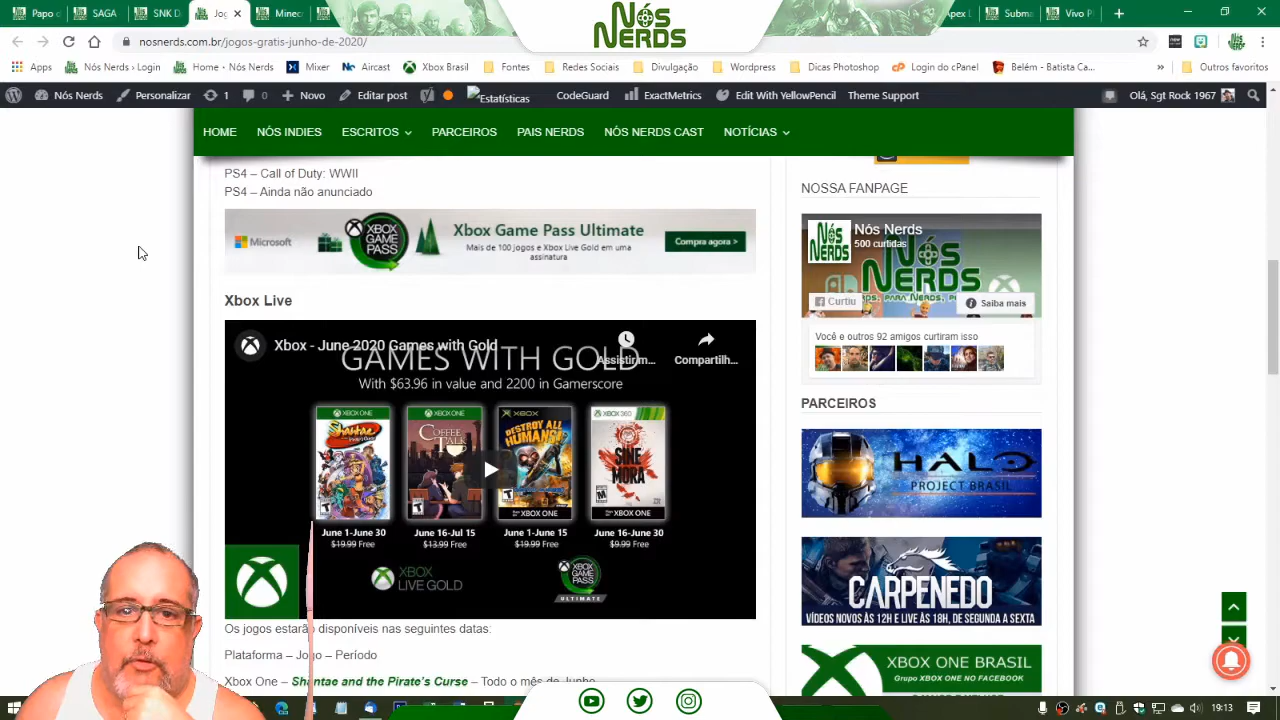 Apex L
SAGA
SNK D
Jog
Minecr
Subma
Vivo F
NÓS NERDS
nosnerds.com.br/jogos-gratis-junho-de-2020/
Apps
Nós Nerds › Login
Home - Nós Nerds
Mixer
Aircast
Xbox Brasil
Fontes
Redes Sociais
Divulgação
Wordpress
Dicas Photoshop
Login do cPanel
Belém - Batista Ca...
»
Outros favoritos
Nós Nerds
Personalizar
1
0
Novo
Editar post
Estatísticas
CodeGuard
ExactMetrics
Edit With YellowPencil
Theme Support
Olá, Sgt Rock 1967
HOME
NÓS INDIES
ESCRITOS
PARCEIROS
PAIS NERDS
NÓS NERDS CAST
NOTÍCIAS
PS4 – Call of Duty: WWII
PS4 – Ainda não anunciado
Microsoft
XBOX GAME PASS
Xbox Game Pass Ultimate
Mais de 100 jogos e Xbox Live Gold em uma
assinatura
Compra agora >
Xbox Live
Xbox - June 2020 Games with Gold
Assistir m...
Compartilh...
GAMES WITH GOLD
With $63.96 in value and 2200 in Gamerscore
XBOX ONE
XBOX ONE
XBOX
XBOX 360
Shantae
COFFEE TALK
DESTROY ALL HUMANS!
SINE MORA
XBOX ONE
XBOX ONE
June 1-June 30
June 16-Jul 15
June 1-June 15
June 16-June 30
$19.99 Free
$13.99 Free
$19.99 Free
$9.99 Free
XBOX
LIVE GOLD
XBOX GAME PASS
ULTIMATE
Os jogos estarão disponíveis nas seguintes datas:
Plataforma – Jogo – Período
Xbox One – Shantae and the Pirate's Curse – Todo o mês de Junho
NOSSA FANPAGE
Nós Nerds
500 curtidas
Nós
NERDS
Curtiu
Saiba mais
Você e outros 92 amigos curtiram isso
PARCEIROS
HALO
PROJECT BRASIL
CARPENEDO
VÍDEOS NOVOS ÀS 12H E LIVE ÀS 18H, DE SEGUNDA A SEXTA
XBOX ONE BRASIL
Grupo XBOX ONE NO FACEBOOK
19:13